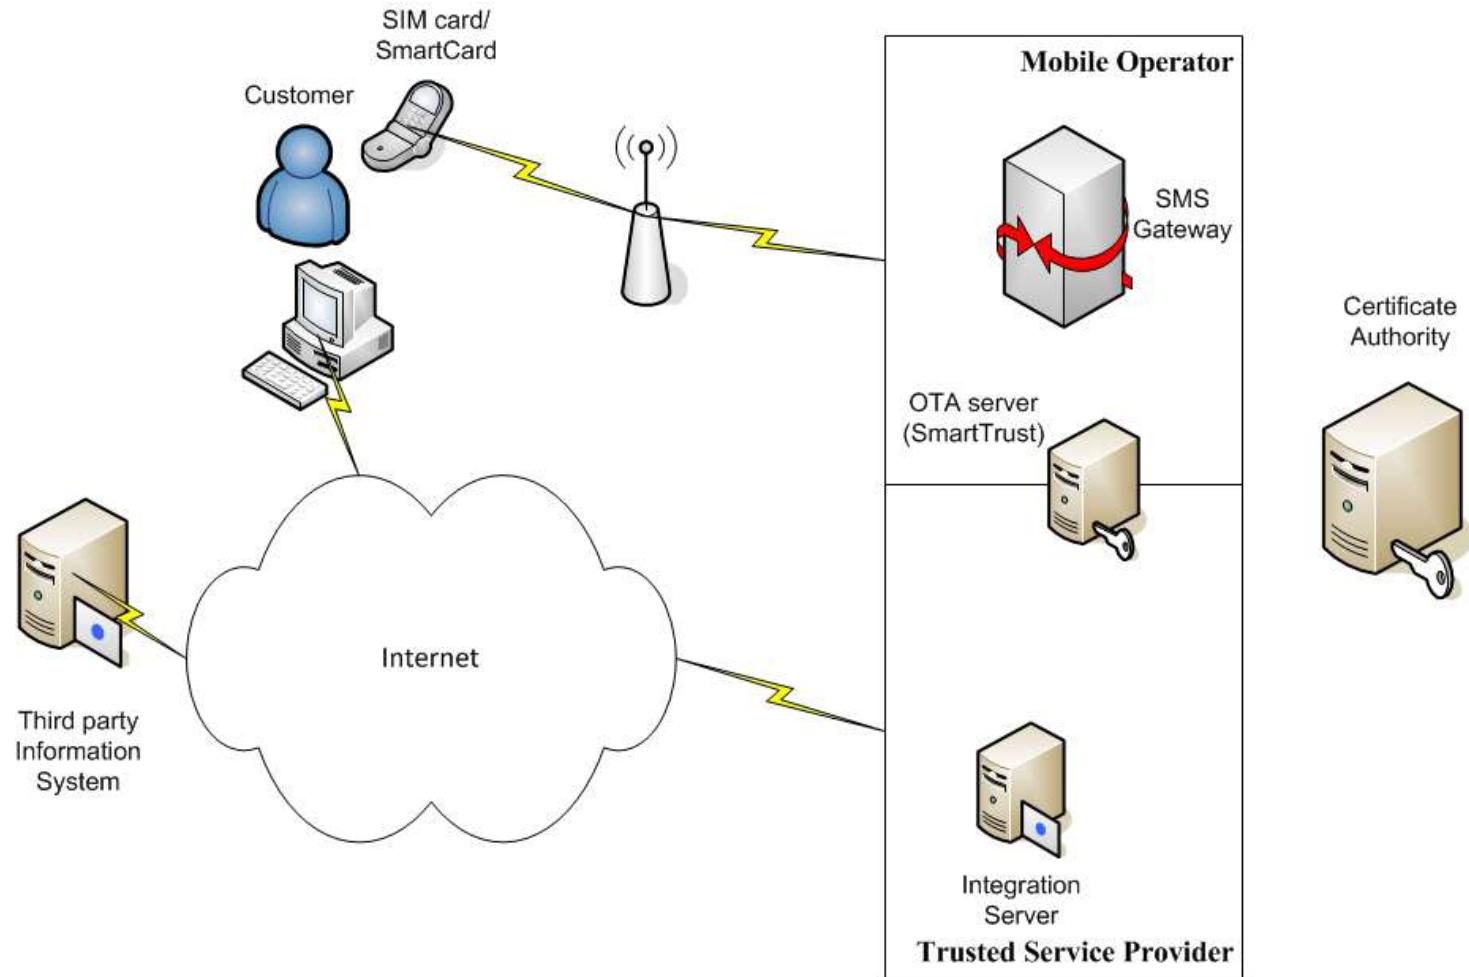 SIM card/
SmartCard
Customer
Mobile Operator
SMS
Gateway
Certificate
Authority
OTA server
(SmartTrust)
Internet
Third party
Information
System
Integration
Server
Trusted Service Provider